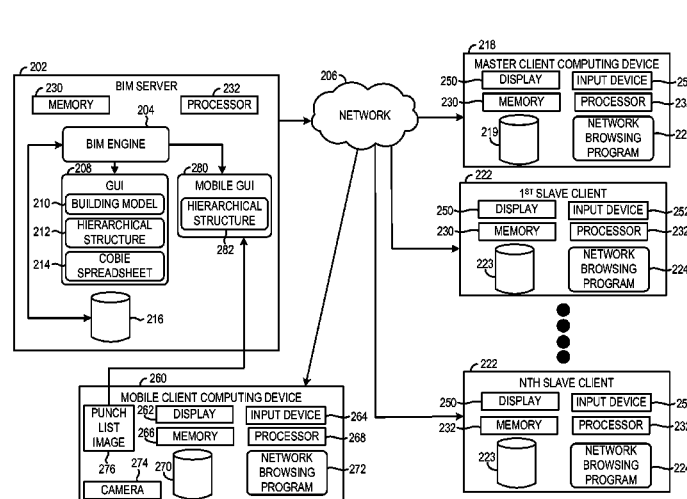 202
BIM SERVER
230
232
MEMORY
PROCESSOR
204
BIM ENGINE
208
280
GUI
MOBILE GUI
210
BUILDING MODEL
HIERARCHICAL
STRUCTURE
212
HIERARCHICAL
STRUCTURE
282
214
COBIE
SPREADSHEET
216
206
NETWORK
218
MASTER CLIENT COMPUTING DEVICE
250
DISPLAY
INPUT DEVICE
230
MEMORY
PROCESSOR
219
NETWORK
BROWSING
PROGRAM
222
1ST SLAVE CLIENT
250
DISPLAY
INPUT DEVICE
252
230
MEMORY
PROCESSOR
232
223
NETWORK
BROWSING
PROGRAM
224
222
NTH SLAVE CLIENT
250
DISPLAY
INPUT DEVICE
232
MEMORY
PROCESSOR
223
NETWORK
BROWSING
PROGRAM
260
MOBILE CLIENT COMPUTING DEVICE
PUNCH
LIST
IMAGE
262
DISPLAY
INPUT DEVICE
264
266
MEMORY
PROCESSOR
268
276
274
270
NETWORK
BROWSING
PROGRAM
272
CAMERA